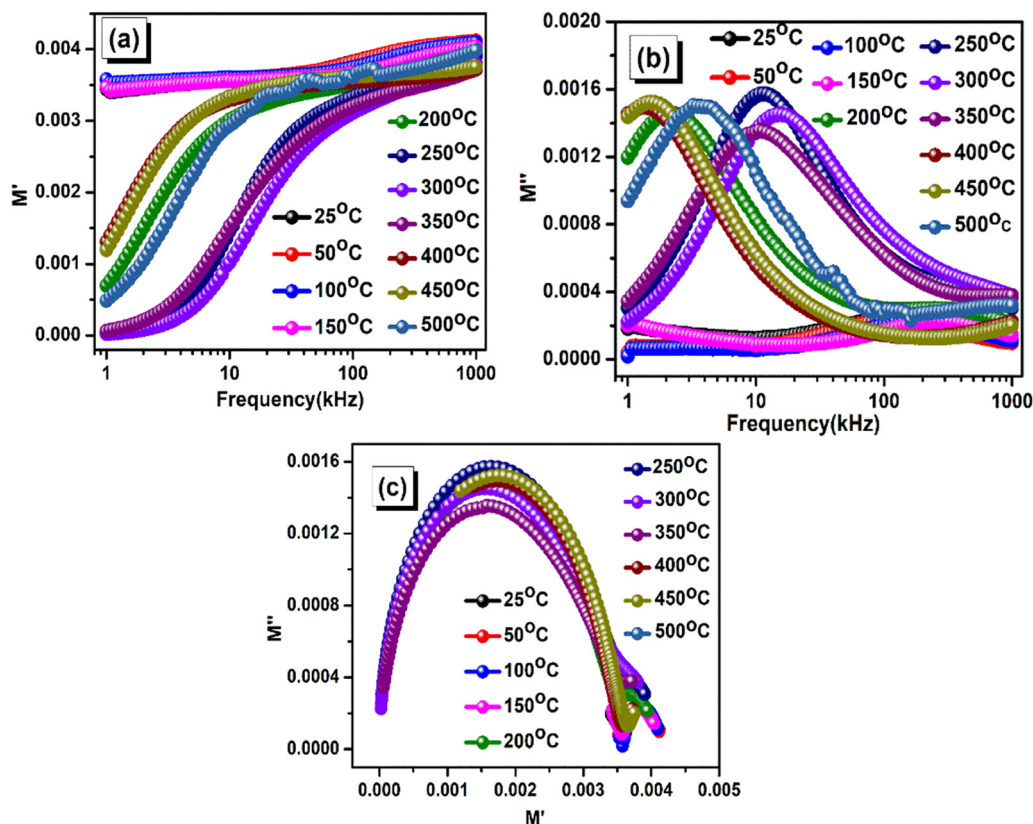 (a)
0.004
0.003
0.002
0.001
0.000
M'
1
10
100
1000
Frequency(kHz)
25°C
50°C
100°C
150°C
200°C
250°C
300°C
350°C
400°C
450°C
500°C
(b)
0.0020
0.0016
0.0012
0.0008
0.0004
0.0000
M"
1
10
100
1000
Frequency(kHz)
25°C
50°C
100°C
150°C
200°C
250°C
300°C
350°C
400°C
450°C
500°C
(c)
0.0016
0.0012
0.0008
0.0004
0.0000
M"
0.000
0.001
0.002
0.003
0.004
0.005
M'
25°C
50°C
100°C
150°C
200°C
250°C
300°C
350°C
400°C
450°C
500°C